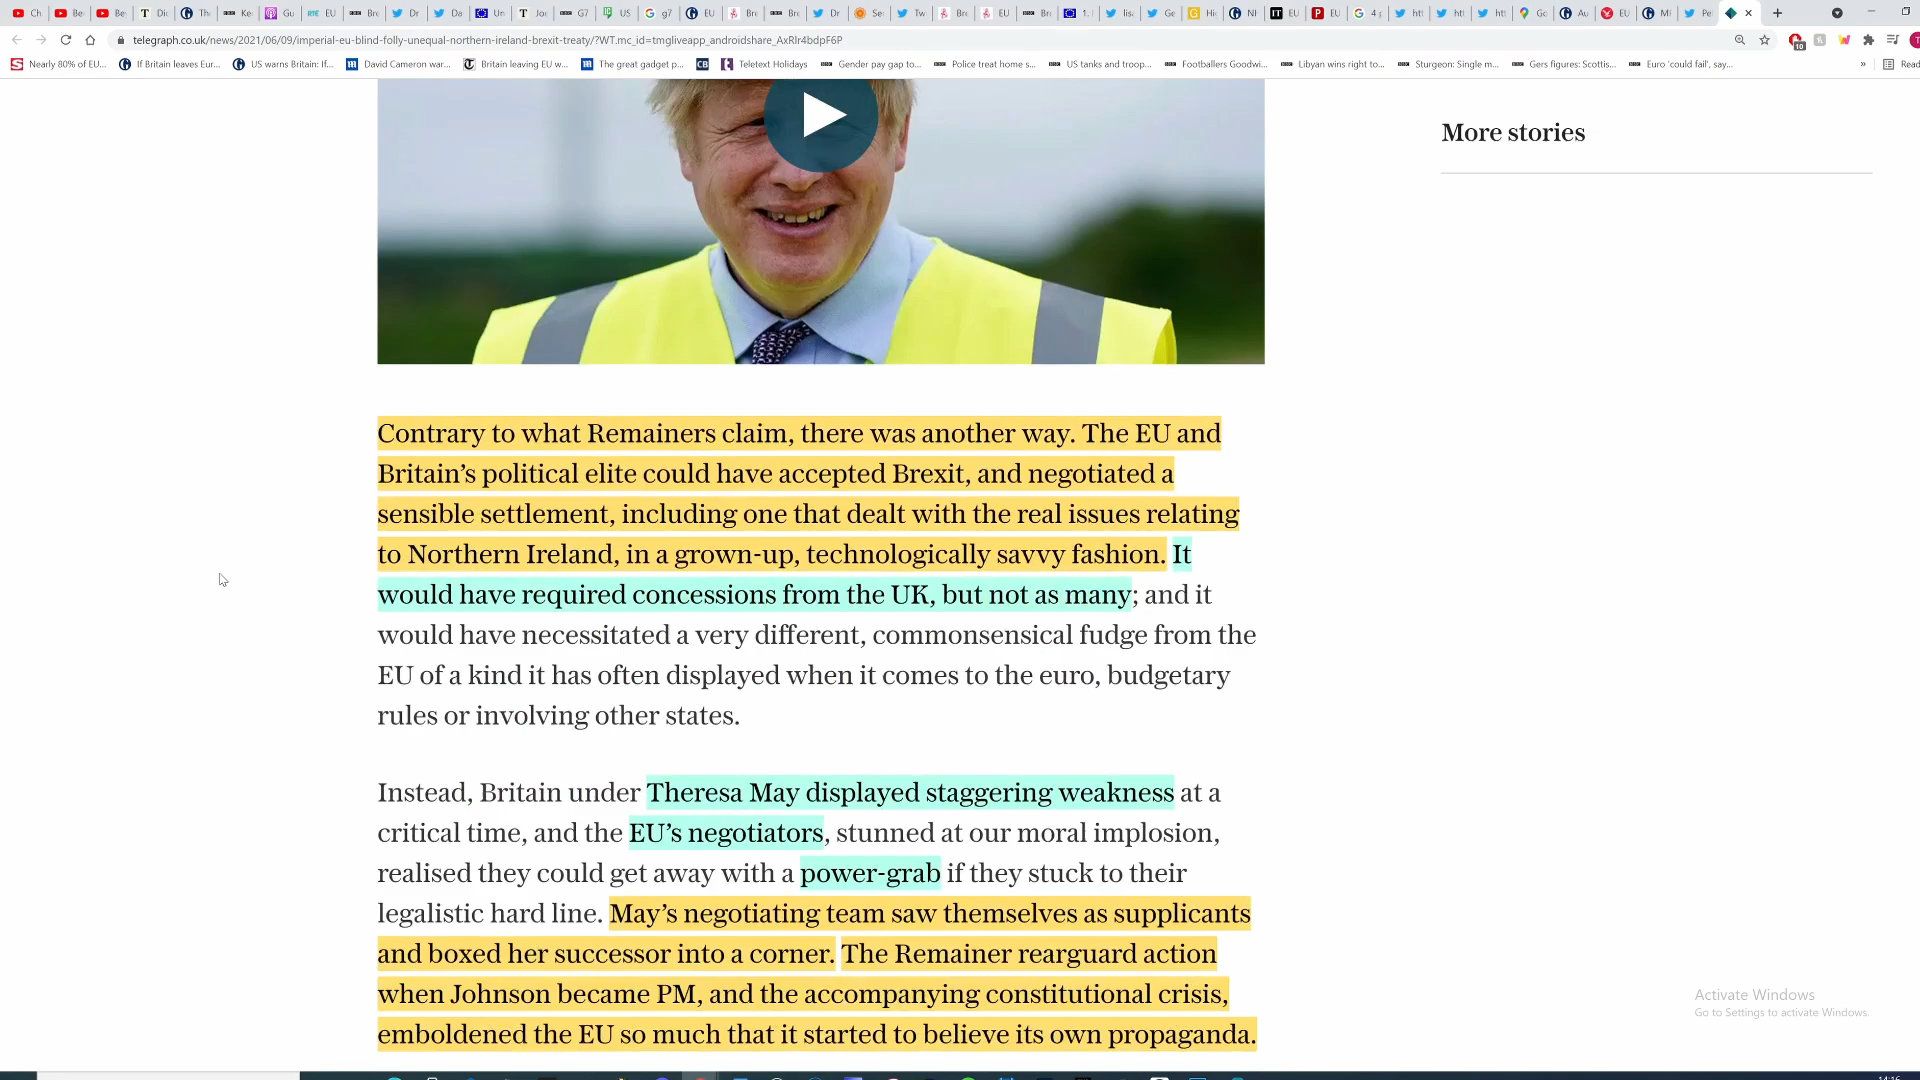 telegraph.co.uk/news/2021/06/09/imperial-eu-blind-folly-unequal-northern-ireland-brexit-treaty/?WT.mc_id=tmgliveapp_androidshare_AxRIr4bdpF6P
Nearly 80% of EU... If Britain leaves Eur... US warns Britain: If... David Cameron war... Britain leaving EU w... The great gadget p... CB Teletext Holidays Gender pay gap to... Police treat home s... US tanks and troop... Footballers Goodwi... Libyan wins right to... Sturgeon: Single m... Gers figures: Scottis... Euro 'could fail', say... »
More stories
Contrary to what Remainers claim, there was another way. The EU and
Britain’s political elite could have accepted Brexit, and negotiated a
sensible settlement, including one that dealt with the real issues relating
to Northern Ireland, in a grown-up, technologically savvy fashion. It
would have required concessions from the UK, but not as many; and it
would have necessitated a very different, commonsensical fudge from the
EU of a kind it has often displayed when it comes to the euro, budgetary
rules or involving other states.
Instead, Britain under Theresa May displayed staggering weakness at a
critical time, and the EU’s negotiators, stunned at our moral implosion,
realised they could get away with a power-grab if they stuck to their
legalistic hard line. May’s negotiating team saw themselves as supplicants
and boxed her successor into a corner. The Remainer rearguard action
when Johnson became PM, and the accompanying constitutional crisis,
emboldened the EU so much that it started to believe its own propaganda.
Activate Windows
Go to Settings to activate Windows.